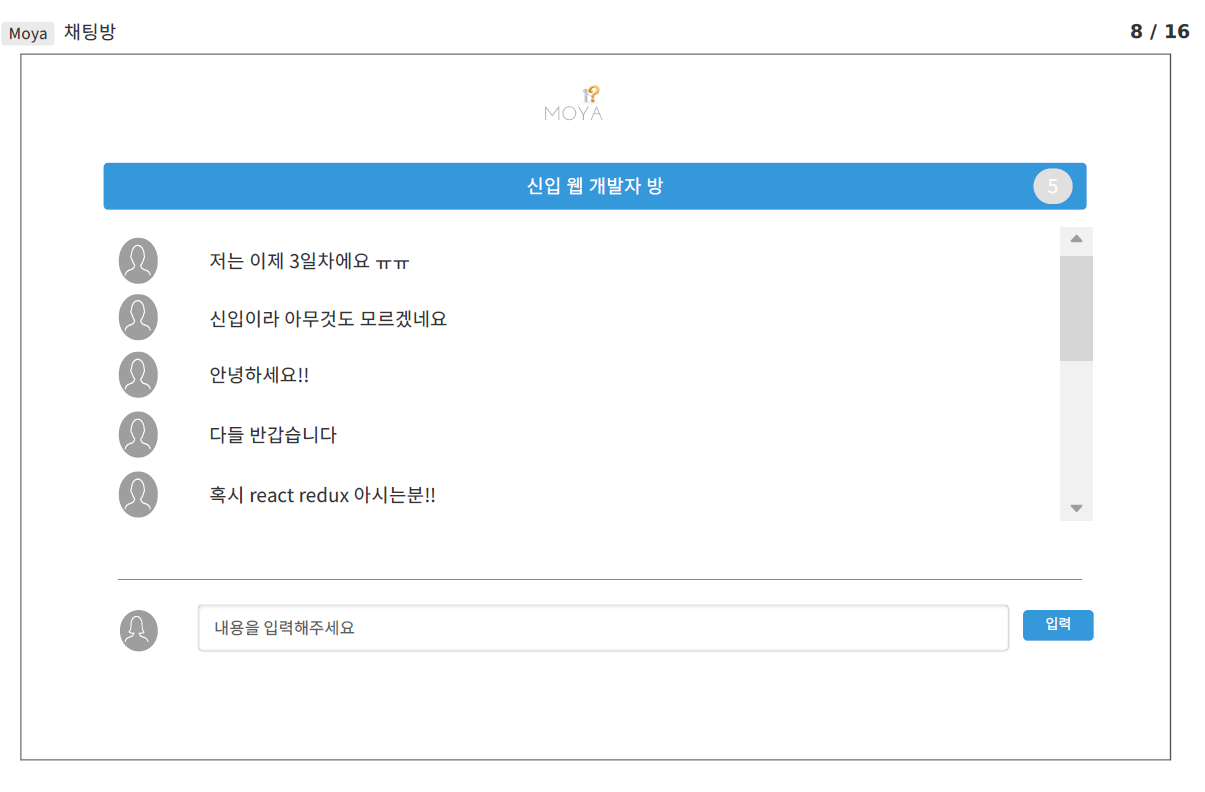 Moya 채팅방
8 / 16
MOYA
신입 웹 개발자 방
5
저는 이제 3일차에요 ㅠㅠ
신입이라 아무것도 모르겠네요
안녕하세요!!
다들 반갑습니다
혹시 react redux 아시는분!!
내용을 입력해주세요
입력